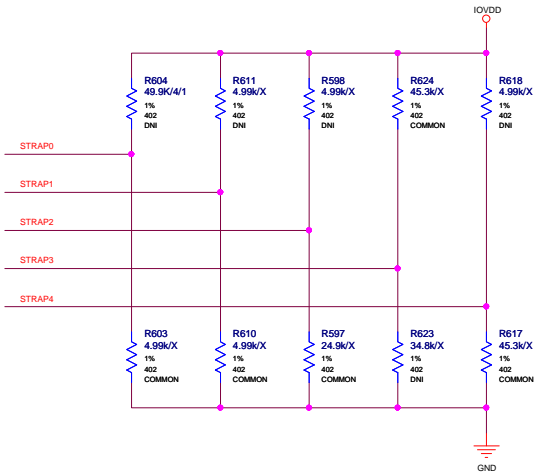 IOVDD
R604
49.9K/4/1
1%
402
DNI
R611
4.99k/X
1%
402
DNI
R598
4.99k/X
1%
402
DNI
R624
45.3k/X
1%
402
COMMON
R618
4.99k/X
1%
402
DNI
STRAP0
STRAP1
STRAP2
STRAP3
STRAP4
R603
4.99k/X
1%
402
COMMON
R610
4.99k/X
1%
402
COMMON
R597
24.9k/X
1%
402
COMMON
R623
34.8k/X
1%
402
DNI
R617
45.3k/X
1%
402
COMMON
GND